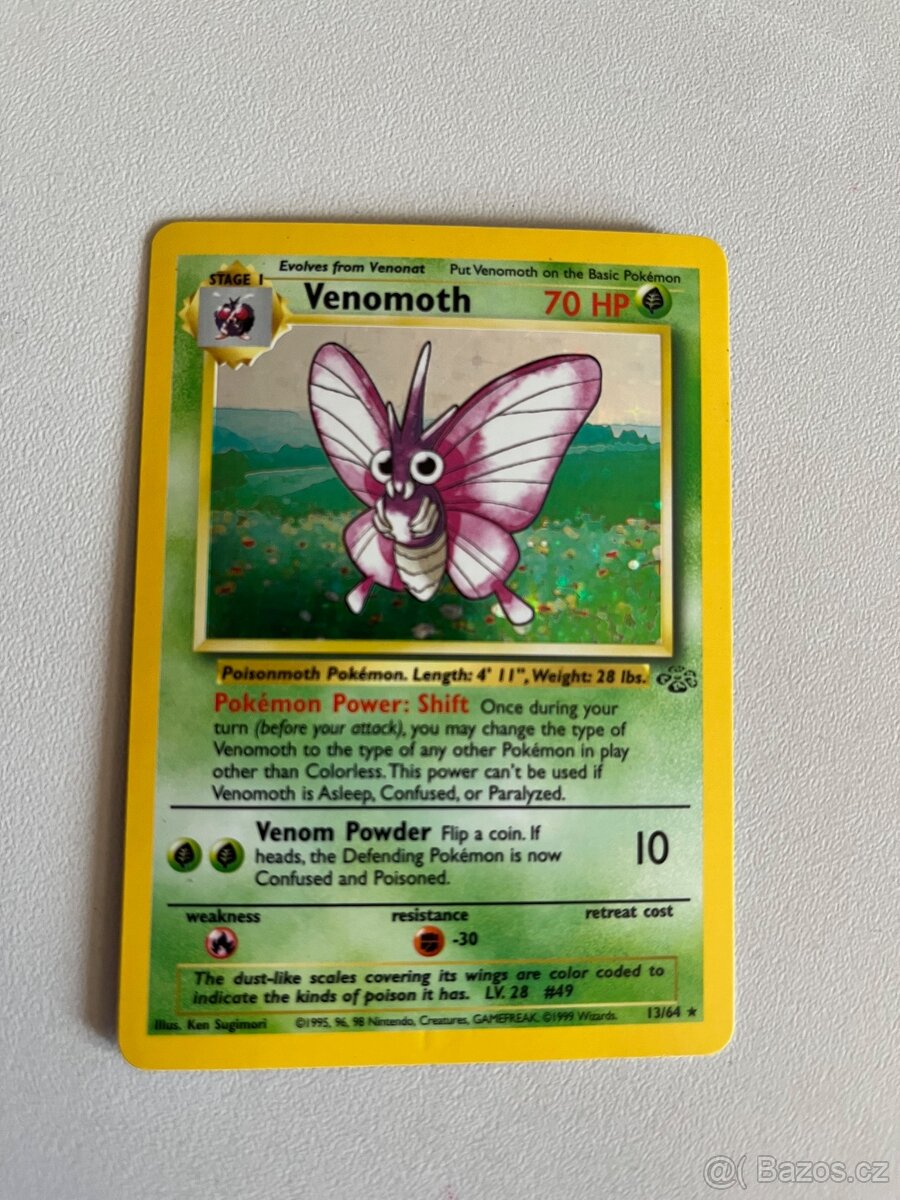 Evolves from Venonat Put Venomoth on the Basic Pokémon
STAGE 1
Venomoth 70 HP
Poisonmoth Pokémon. Length: 4' 11", Weight: 28 lbs.
Pokémon Power: Shift Once during your
turn (before your attack), you may change the type of
Venomoth to the type of any other Pokémon in play
other than Colorless. This power can't be used if
Venomoth is Asleep, Confused, or Paralyzed.
Venom Powder Flip a coin. If
heads, the Defending Pokémon is now
Confused and Poisoned.
10
weakness resistance retreat cost
-30
The dust-like scales covering its wings are color coded to
indicate the kinds of poison it has. LV. 28 #49
Illus. Ken Sugimori ©1995, 96, 98 Nintendo, Creatures, GAMEFREAK. ©1999 Wizards. 13/64 ★
@( Bazos.cz